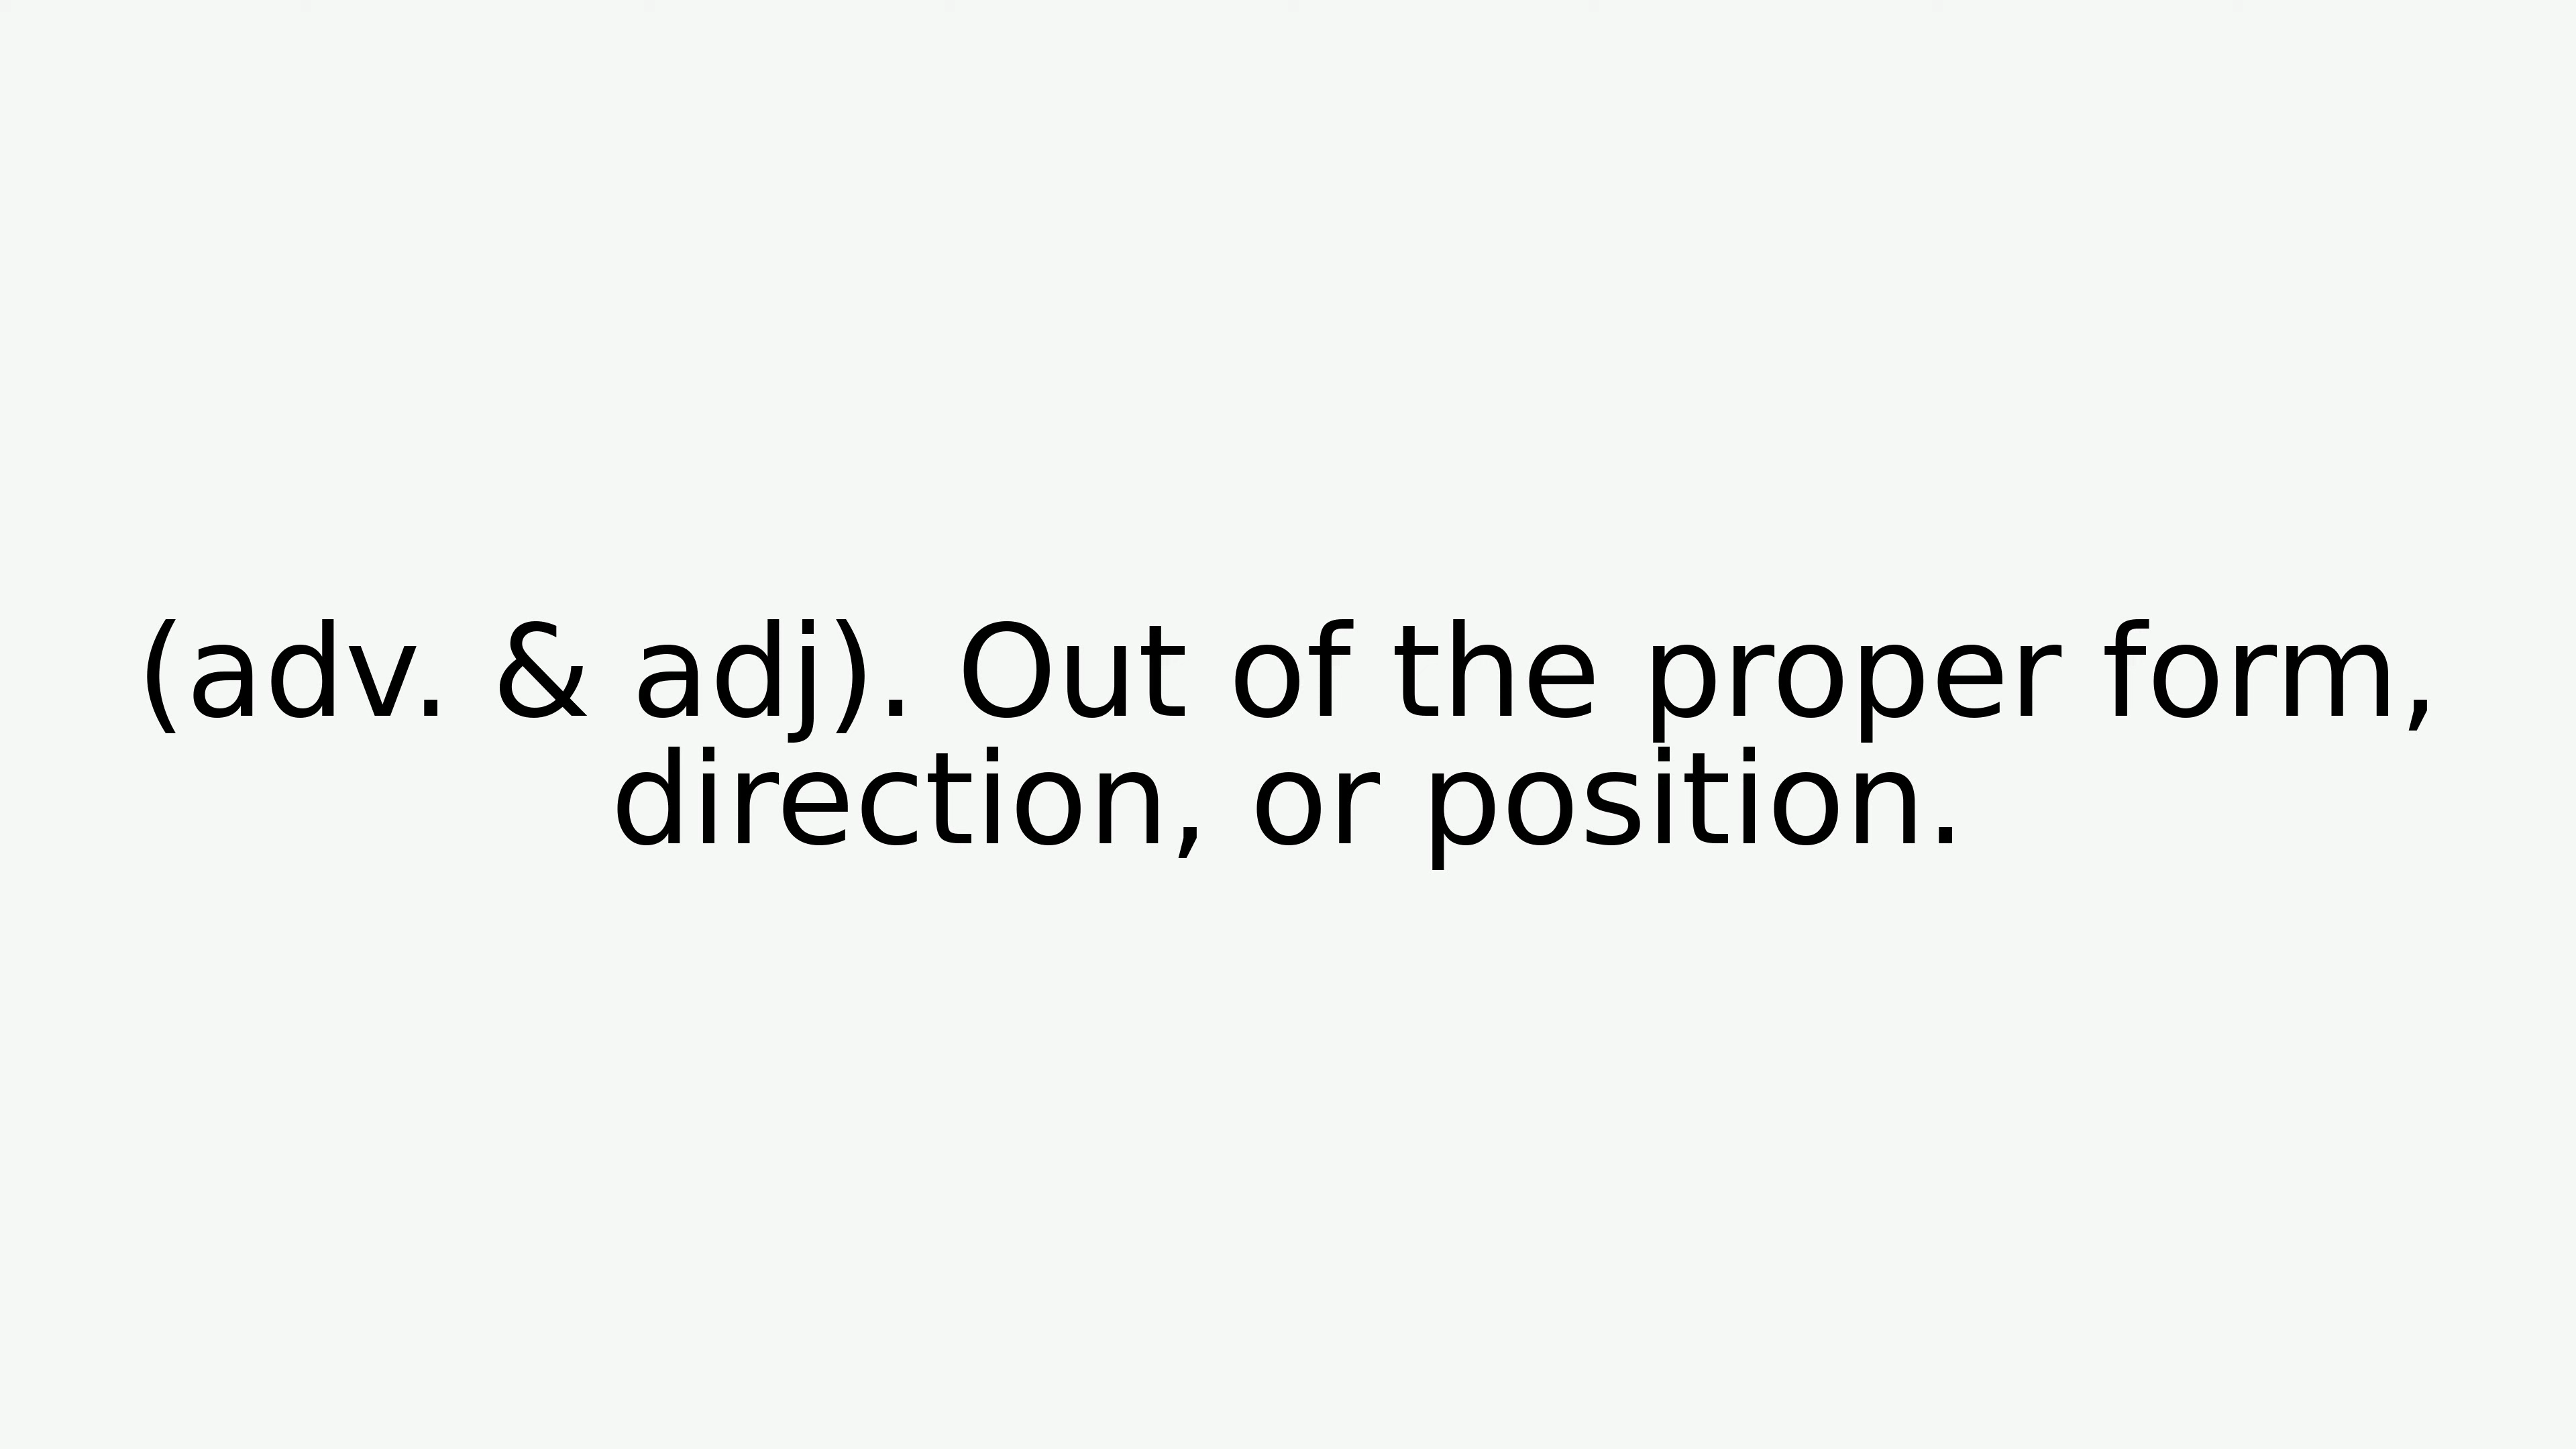 (adv. & adj). Out of the proper form,
direction, or position.